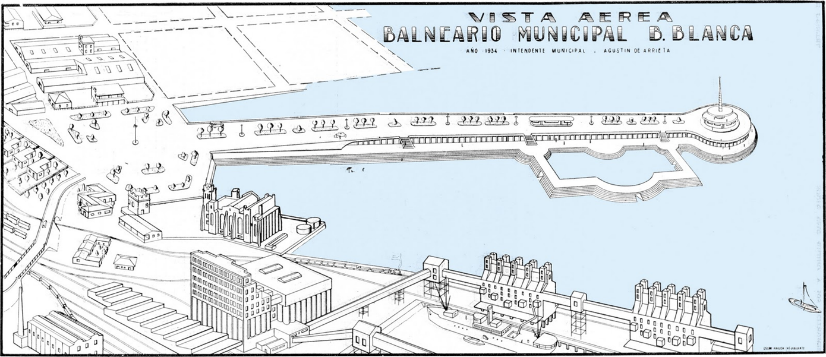 VISTA AEREA
BALNEARIO MUNICIPAL B. BLANCA
AÑO 1934 - INTENDENTE MUNICIPAL , AGUSTIN DE ARRIETA